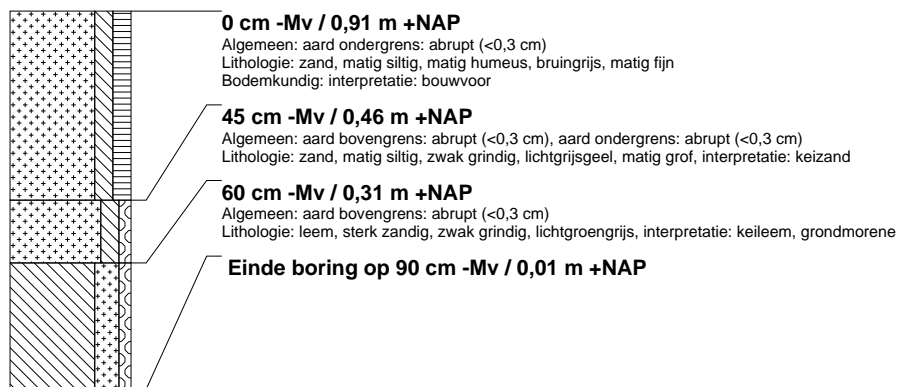 0 cm -Mv / 0,91 m +NAP
Algemeen: aard ondergrens: abrupt (<0,3 cm)
Lithologie: zand, matig siltig, matig humeus, bruingrijs, matig fijn
Bodemkundig: interpretatie: bouwvoor
45 cm -Mv / 0,46 m +NAP
Algemeen: aard bovengrens: abrupt (<0,3 cm), aard ondergrens: abrupt (<0,3 cm)
Lithologie: zand, matig siltig, zwak grindig, lichtgrijsgeel, matig grof, interpretatie: keizand
60 cm -Mv / 0,31 m +NAP
Algemeen: aard bovengrens: abrupt (<0,3 cm)
Lithologie: leem, sterk zandig, zwak grindig, lichtgroengrijs, interpretatie: keileem, grondmorene
Einde boring op 90 cm -Mv / 0,01 m +NAP